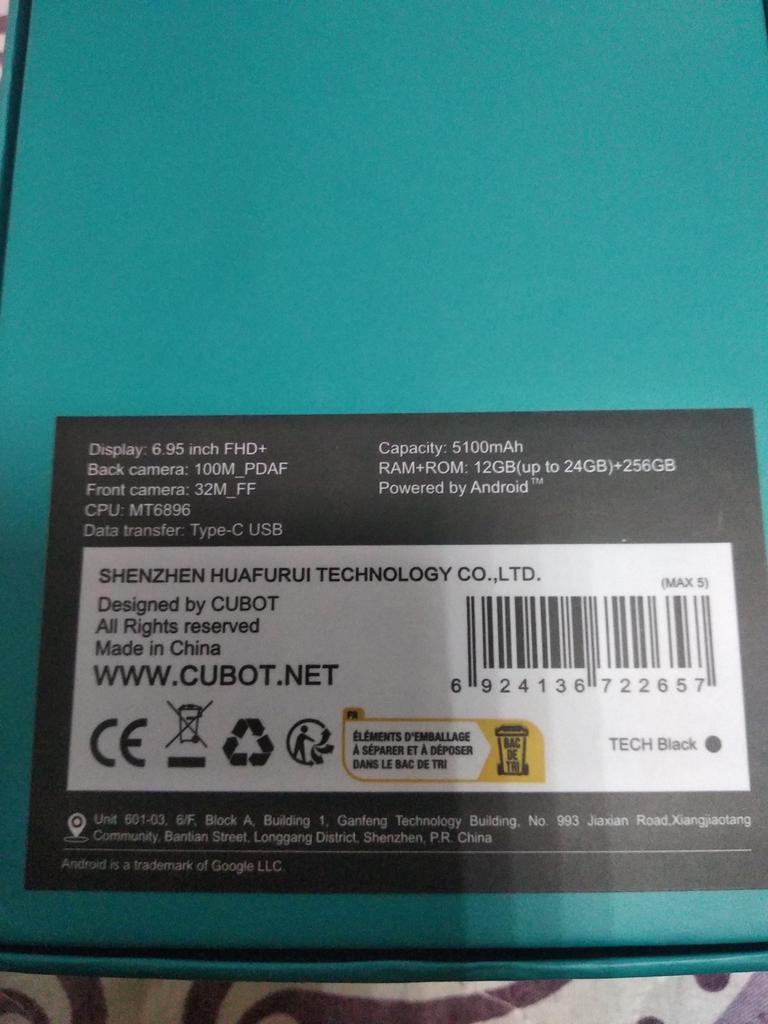 Display: 6.95 inch FHD+
Back camera: 100M_PDAF
Front camera: 32M_FF
CPU: MT6896
Data transfer: Type-C USB
Capacity: 5100mAh
RAM+ROM: 12GB(up to 24GB)+256GB
Powered by Android™
SHENZHEN HUAFURUI TECHNOLOGY CO.,LTD.
Designed by CUBOT
All Rights reserved
Made in China
WWW.CUBOT.NET
(MAX 5)
6 924136 722657
CE
FR
ÉLÉMENTS D'EMBALLAGE
À SÉPARER ET À DÉPOSER
DANS LE BAC DE TRI
BAC
DE
TRI
TECH Black
Unit 601-03, 6/F, Block A, Building 1, Ganfeng Technology Building, No. 993 Jiaxian Road,Xiangjiaotang
Community, Bantian Street, Longgang District, Shenzhen, P.R. China
Android is a trademark of Google LLC.